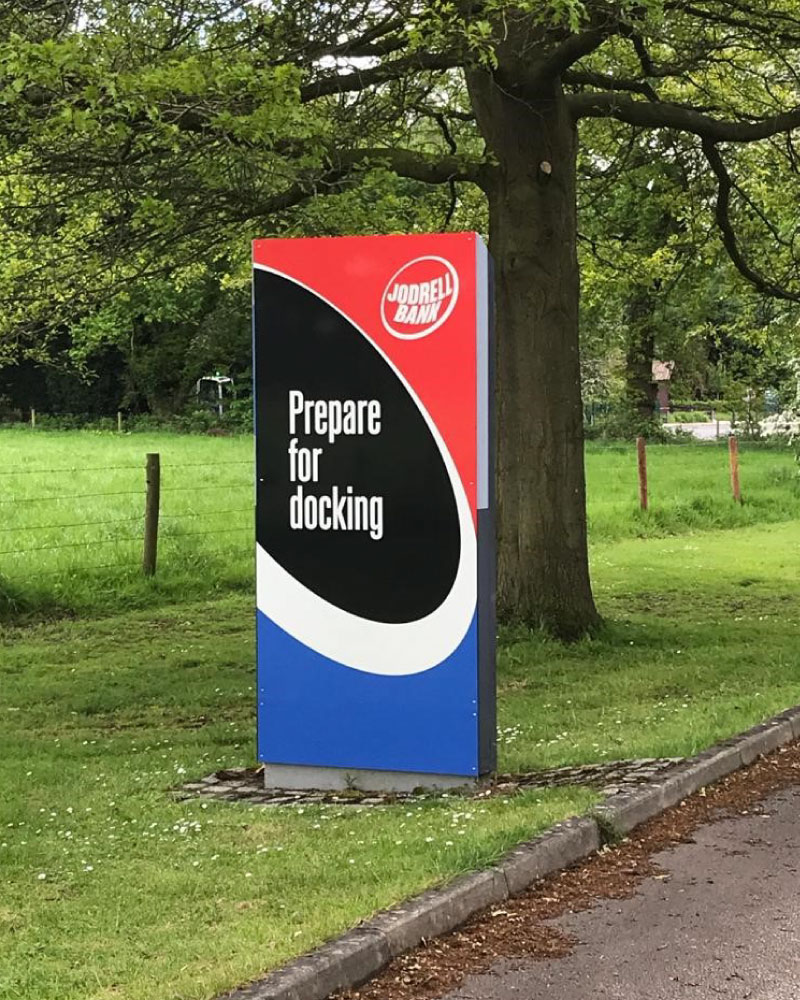 JODRELL
BANK
Prepare
for
docking